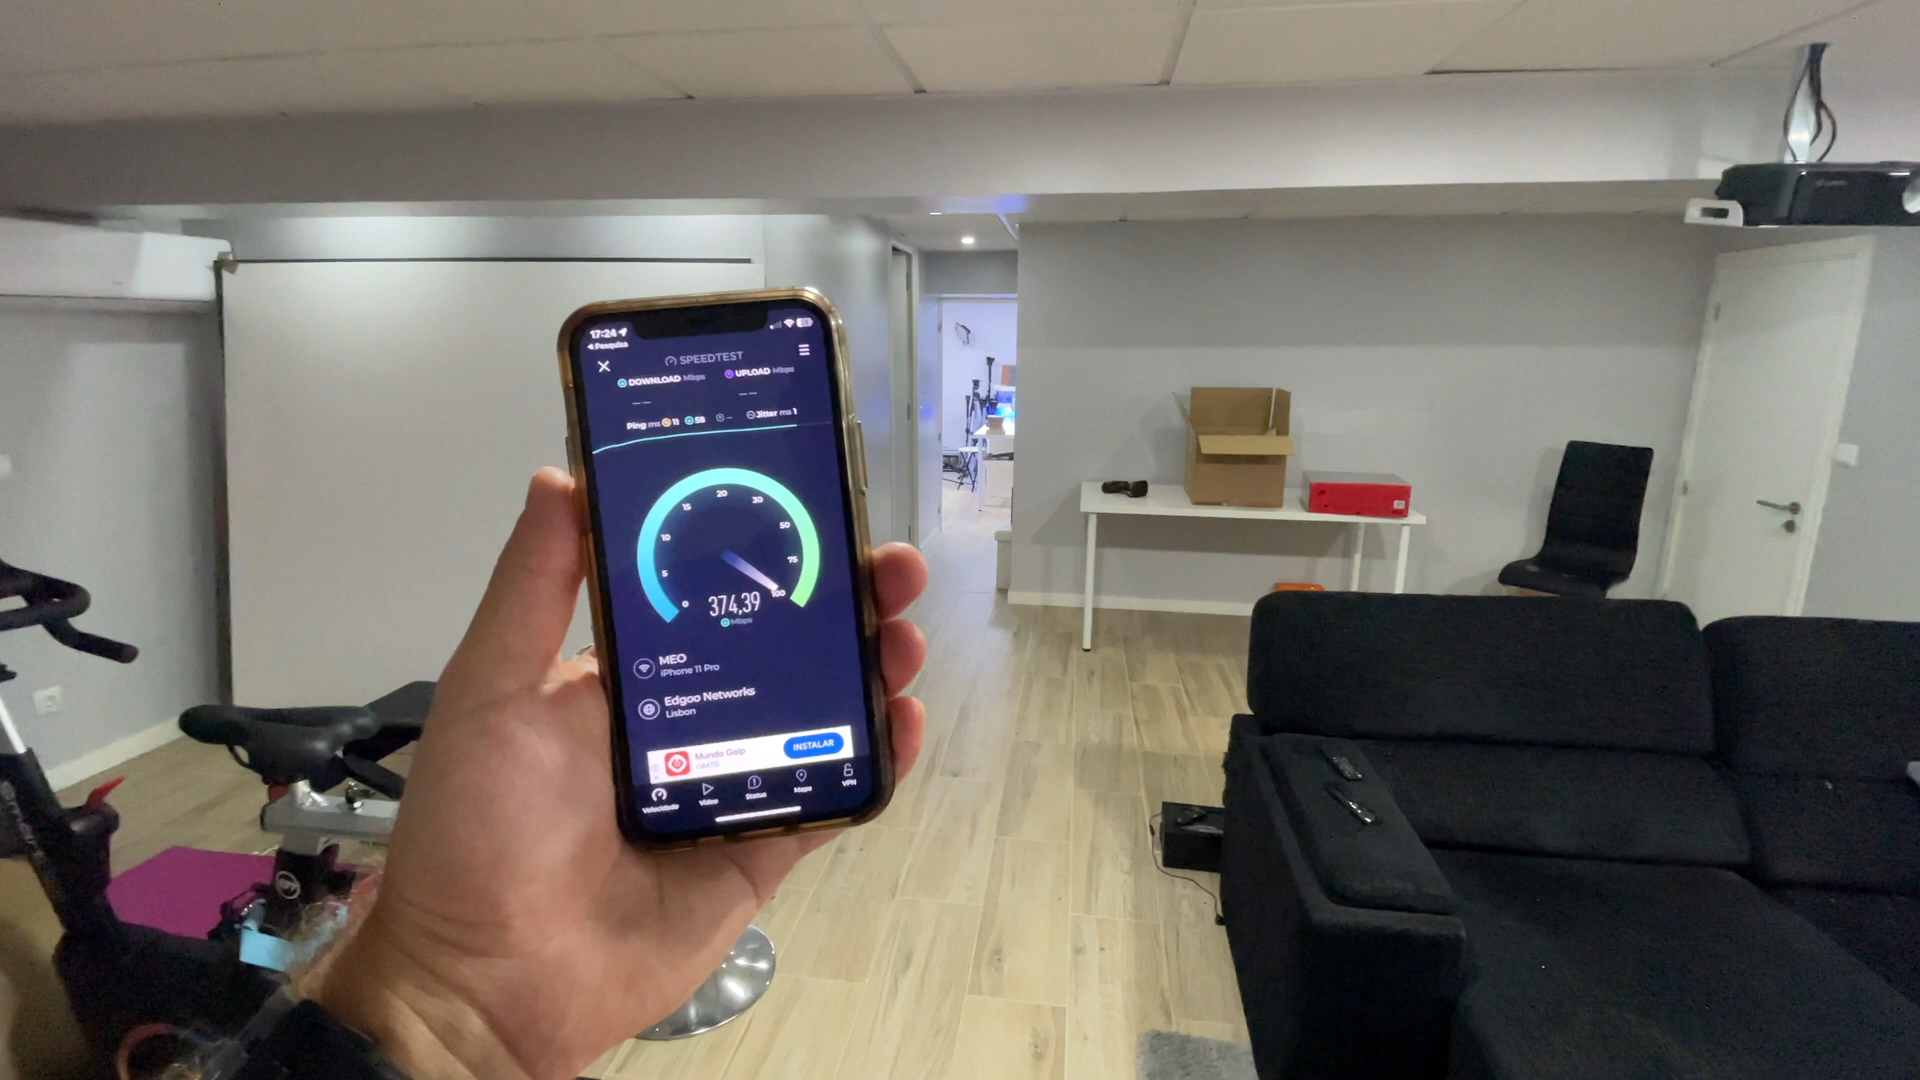 17:24
Pesquisa
SPEEDTEST
DOWNLOAD Mbps
UPLOAD Mbps
Ping ms 11 58 Jitter ms 1
0
5
10
15
20
30
50
75
100
374,39
Mbps
MEO
iPhone 11 Pro
Edgoo Networks
Lisbon
Mundo Galp
GRÁTIS
INSTALAR
Velocidade
Vídeo
Status
Mapa
VPN